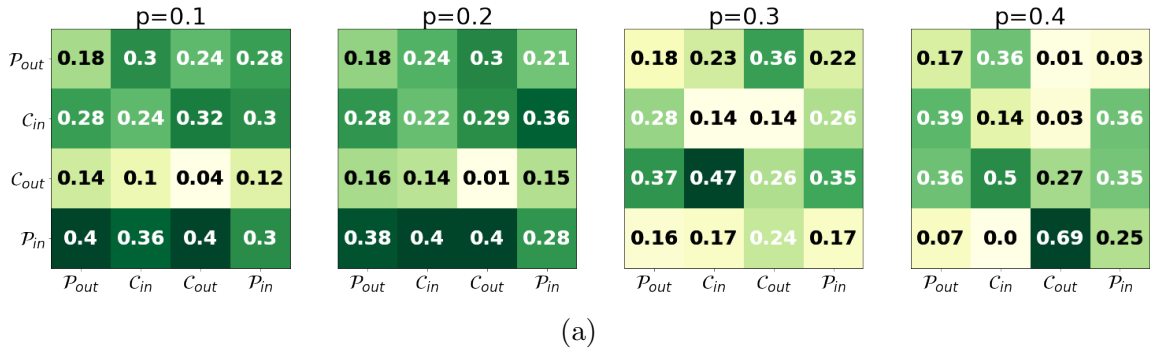 p=0.1 p=0.2 p=0.3 p=0.4
𝒫out 0.18 0.3 0.24 0.28 0.18 0.24 0.3 0.21 0.18 0.23 0.36 0.22 0.17 0.36 0.01 0.03
𝒞in 0.28 0.24 0.32 0.3 0.28 0.22 0.29 0.36 0.28 0.14 0.14 0.26 0.39 0.14 0.03 0.36
𝒞out 0.14 0.1 0.04 0.12 0.16 0.14 0.01 0.15 0.37 0.47 0.26 0.35 0.36 0.5 0.27 0.35
𝒫in 0.4 0.36 0.4 0.3 0.38 0.4 0.4 0.28 0.16 0.17 0.24 0.17 0.07 0.0 0.69 0.25
𝒫out 𝒞in 𝒞out 𝒫in 𝒫out 𝒞in 𝒞out 𝒫in 𝒫out 𝒞in 𝒞out 𝒫in 𝒫out 𝒞in 𝒞out 𝒫in
(a)